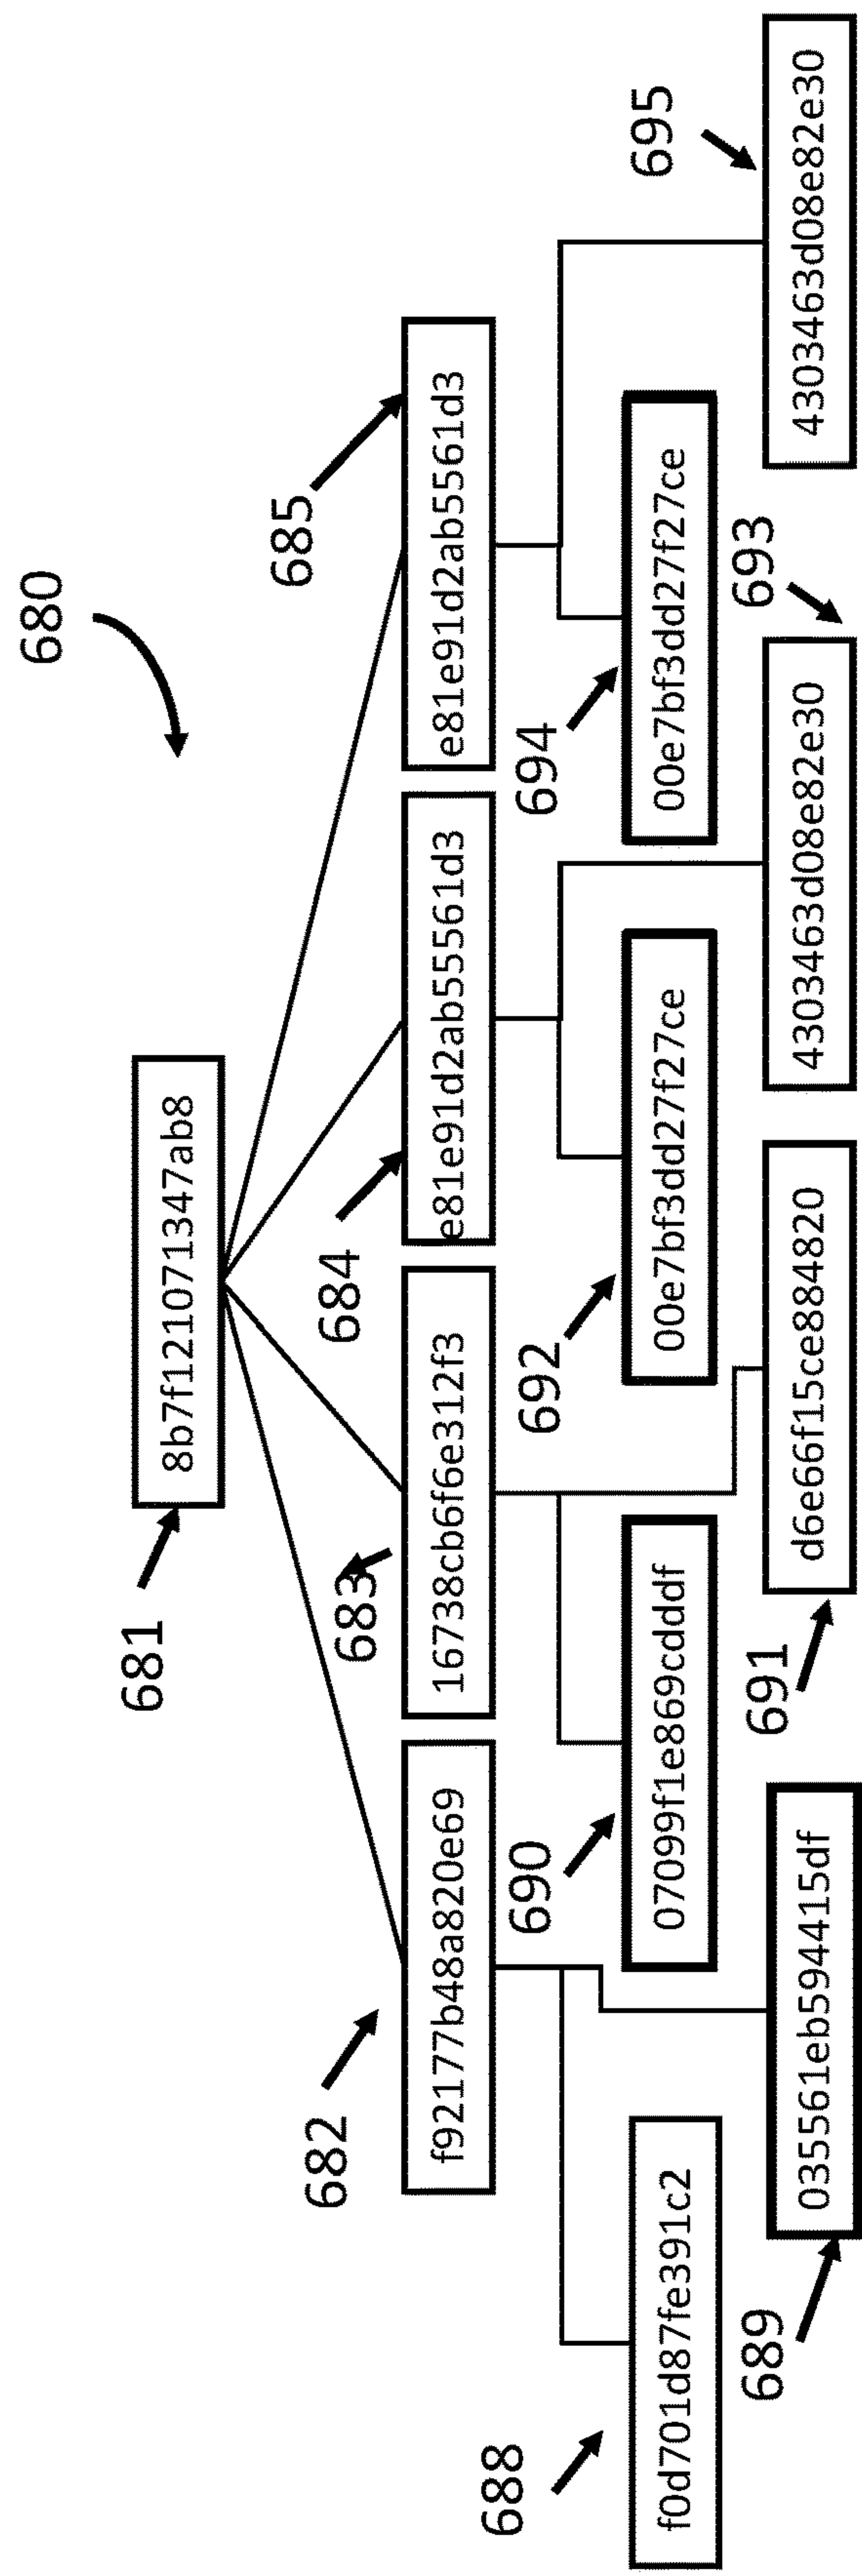 680
681
8b7f121071347ab8
682
683
684
685
f92177b48a820e69
16738cb6f6e312f3
e81e91d2ab55561d3
e81e91d2ab5561d3
688
690
692
694
695
f0d701d87fe391c2
07099f1e869cdddf
00e7bf3dd27f27ce
00e7bf3dd27f27ce
689
691
693
035561eb594415df
d6e66f15ce884820
4303463d08e82e30
4303463d08e82e30